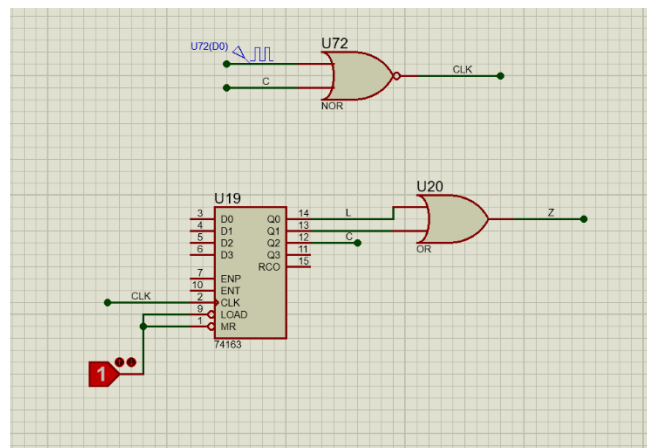 U72(D0)
U72
C
CLK
NOR
U19
U20
3 D0 Q0 14 L
4 D1 Q1 13
5 D2 Q2 12 C
6 D3 Q3 11
RCO 15
Z
OR
7 ENP
10 ENT
CLK 2 CLK
9 LOAD
1 MR
74163
1